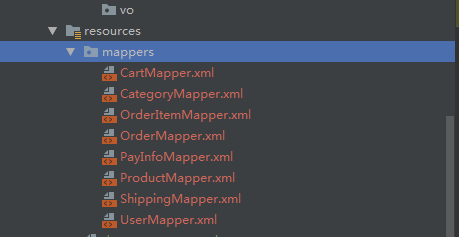 vo
resources
mappers
CartMapper.xml
CategoryMapper.xml
OrderItemMapper.xml
OrderMapper.xml
PayInfoMapper.xml
ProductMapper.xml
ShippingMapper.xml
UserMapper.xml